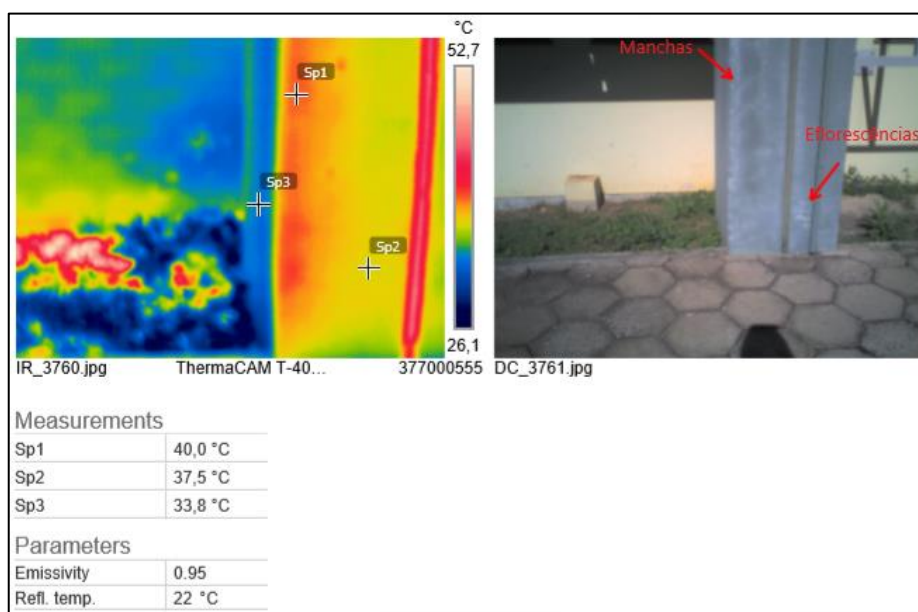 °C
52,7
Sp1
Sp3
Sp2
26,1
IR_3760.jpg ThermaCAM T-40... 377000555
Manchas
Eflorescências
DC_3761.jpg
Measurements
Sp1 40,0 °C
Sp2 37,5 °C
Sp3 33,8 °C
Parameters
Emissivity 0.95
Refl. temp. 22 °C